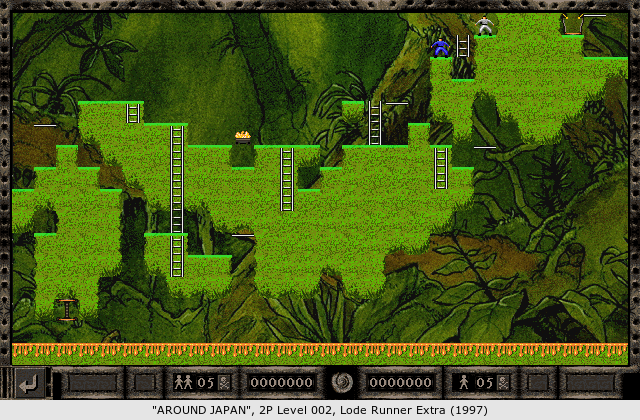 05 0000000 0000000 05
"AROUND JAPAN", 2P Level 002, Lode Runner Extra (1997)